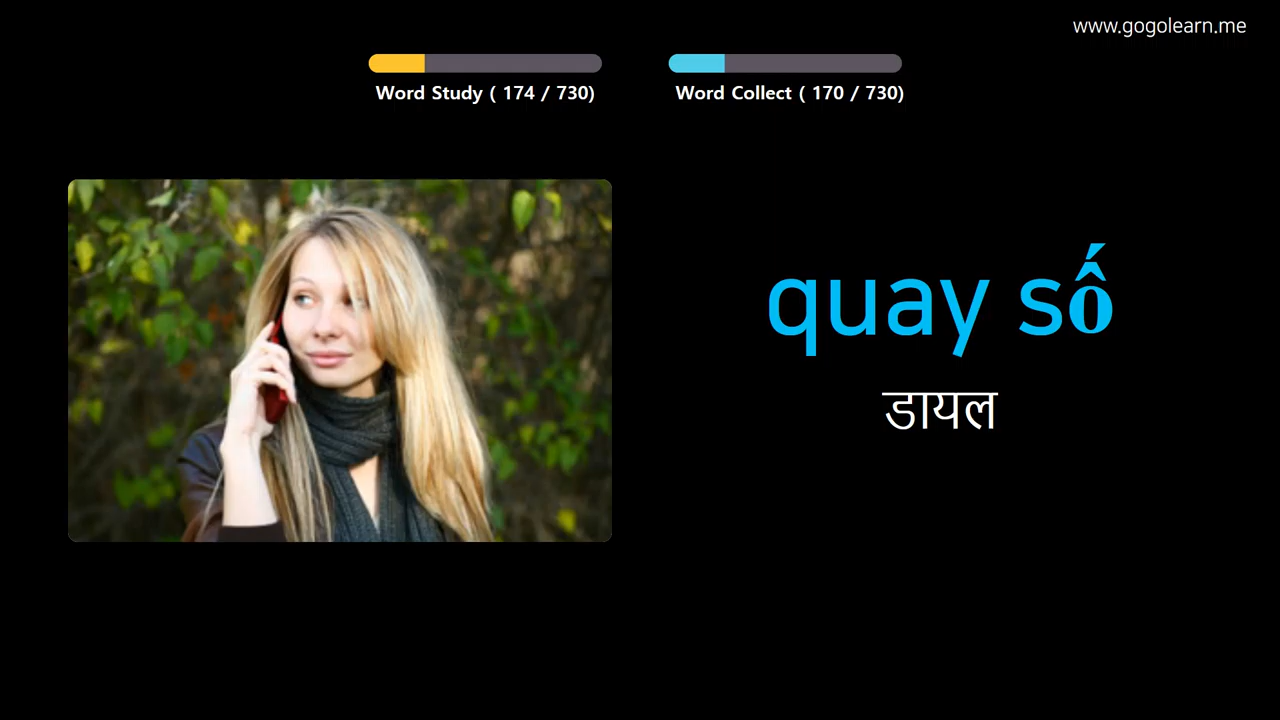 www.gogolearn.me
Word Study ( 174 / 730)
Word Collect ( 170 / 730)
quay số
डायल